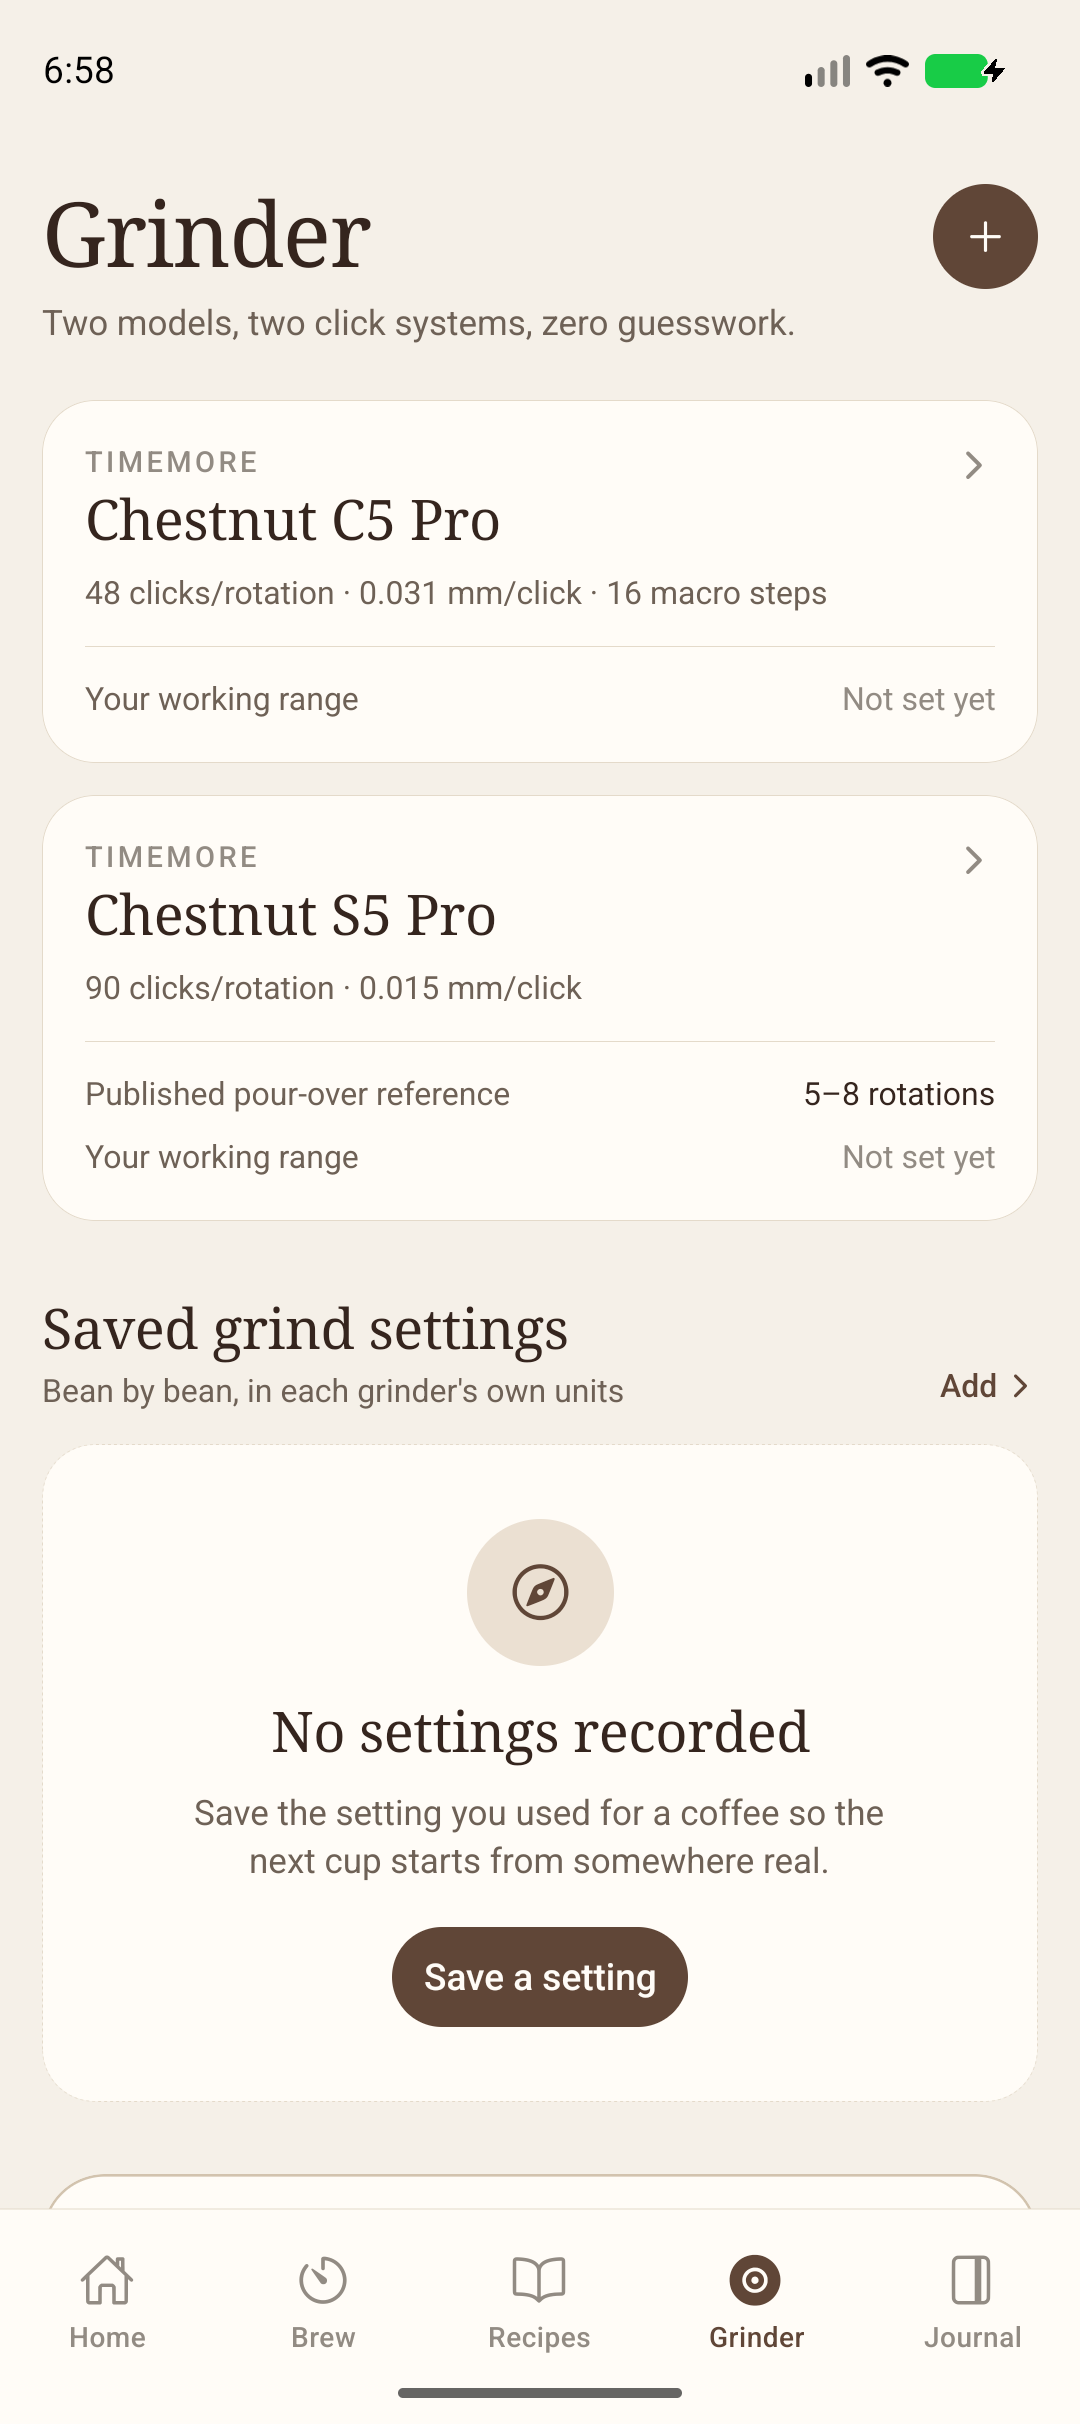 6:58
Grinder
Two models, two click systems, zero guesswork.
TIMEMORE
Chestnut C5 Pro
48 clicks/rotation · 0.031 mm/click · 16 macro steps
Your working range Not set yet
TIMEMORE
Chestnut S5 Pro
90 clicks/rotation · 0.015 mm/click
Published pour-over reference 5–8 rotations
Your working range Not set yet
Saved grind settings
Bean by bean, in each grinder's own units
Add
No settings recorded
Save the setting you used for a coffee so the
next cup starts from somewhere real.
Save a setting
Home Brew Recipes Grinder Journal